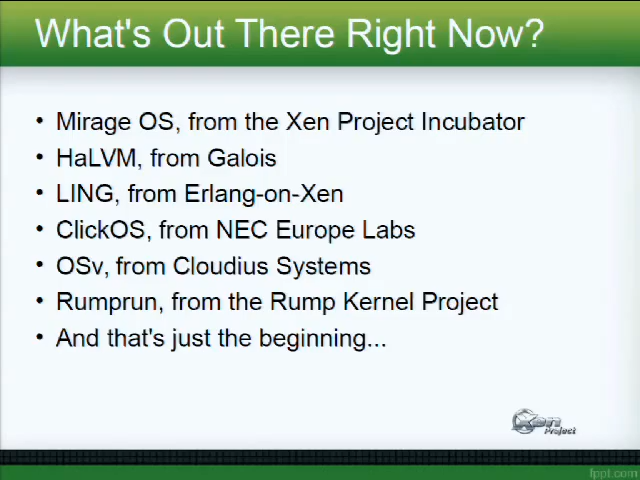 What's Out There Right Now?
• Mirage OS, from the Xen Project Incubator
• HaLVM, from Galois
• LING, from Erlang-on-Xen
• ClickOS, from NEC Europe Labs
• OSv, from Cloudius Systems
• Rumprun, from the Rump Kernel Project
• And that's just the beginning...
Xen
Project
fppt.com